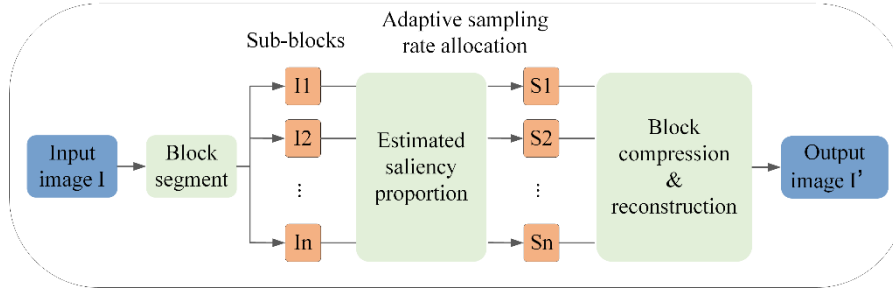 Sub-blocks
Adaptive sampling
rate allocation
Input
image I
Block
segment
I1
I2
⋮
In
Estimated
saliency
proportion
S1
S2
⋮
Sn
Block
compression
&
reconstruction
Output
image I’